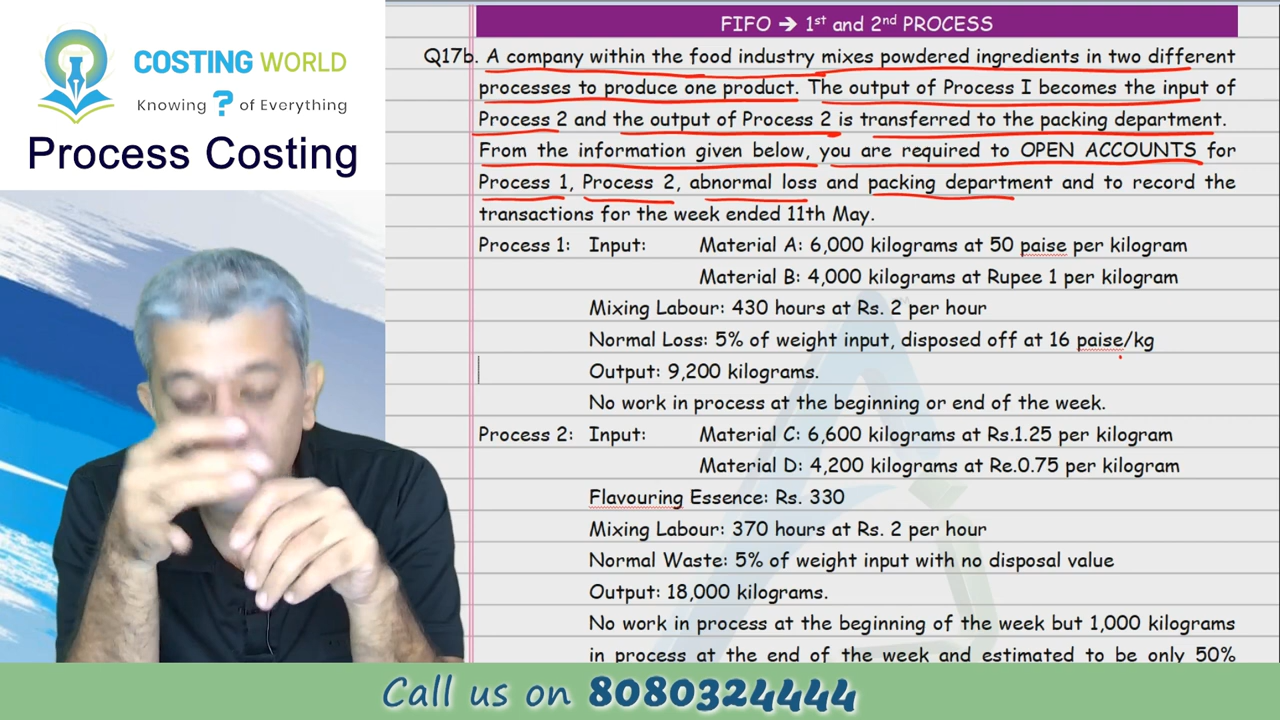 COSTING WORLD
Knowing ? of Everything
Process Costing
FIFO → 1st and 2nd PROCESS
Q17b. A company within the food industry mixes powdered ingredients in two different
processes to produce one product. The output of Process I becomes the input of
Process 2 and the output of Process 2 is transferred to the packing department.
From the information given below, you are required to OPEN ACCOUNTS for
Process 1, Process 2, abnormal loss and packing department and to record the
transactions for the week ended 11th May.
Process 1: Input: Material A: 6,000 kilograms at 50 paise per kilogram
Material B: 4,000 kilograms at Rupee 1 per kilogram
Mixing Labour: 430 hours at Rs. 2 per hour
Normal Loss: 5% of weight input, disposed off at 16 paise/kg
Output: 9,200 kilograms.
No work in process at the beginning or end of the week.
Process 2: Input: Material C: 6,600 kilograms at Rs.1.25 per kilogram
Material D: 4,200 kilograms at Re.0.75 per kilogram
Flavouring Essence: Rs. 330
Mixing Labour: 370 hours at Rs. 2 per hour
Normal Waste: 5% of weight input with no disposal value
Output: 18,000 kilograms.
No work in process at the beginning of the week but 1,000 kilograms
in process at the end of the week and estimated to be only 50%
Call us on 8080324444